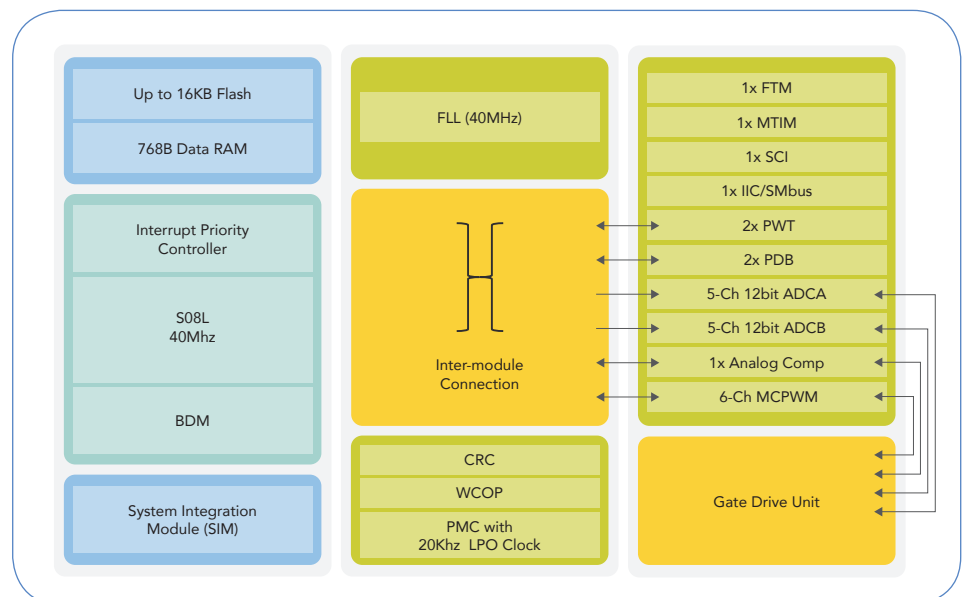 Up to 16KB Flash
768B Data RAM
Interrupt Priority
Controller
S08L
40Mhz
BDM
System Integration
Module (SIM)
FLL (40MHz)
Inter-module
Connection
CRC
WCOP
PMC with
20Khz LPO Clock
1x FTM
1x MTIM
1x SCI
1x IIC/SMbus
2x PWT
2x PDB
5-Ch 12bit ADCA
5-Ch 12bit ADCB
1x Analog Comp
6-Ch MCPWM
Gate Drive Unit